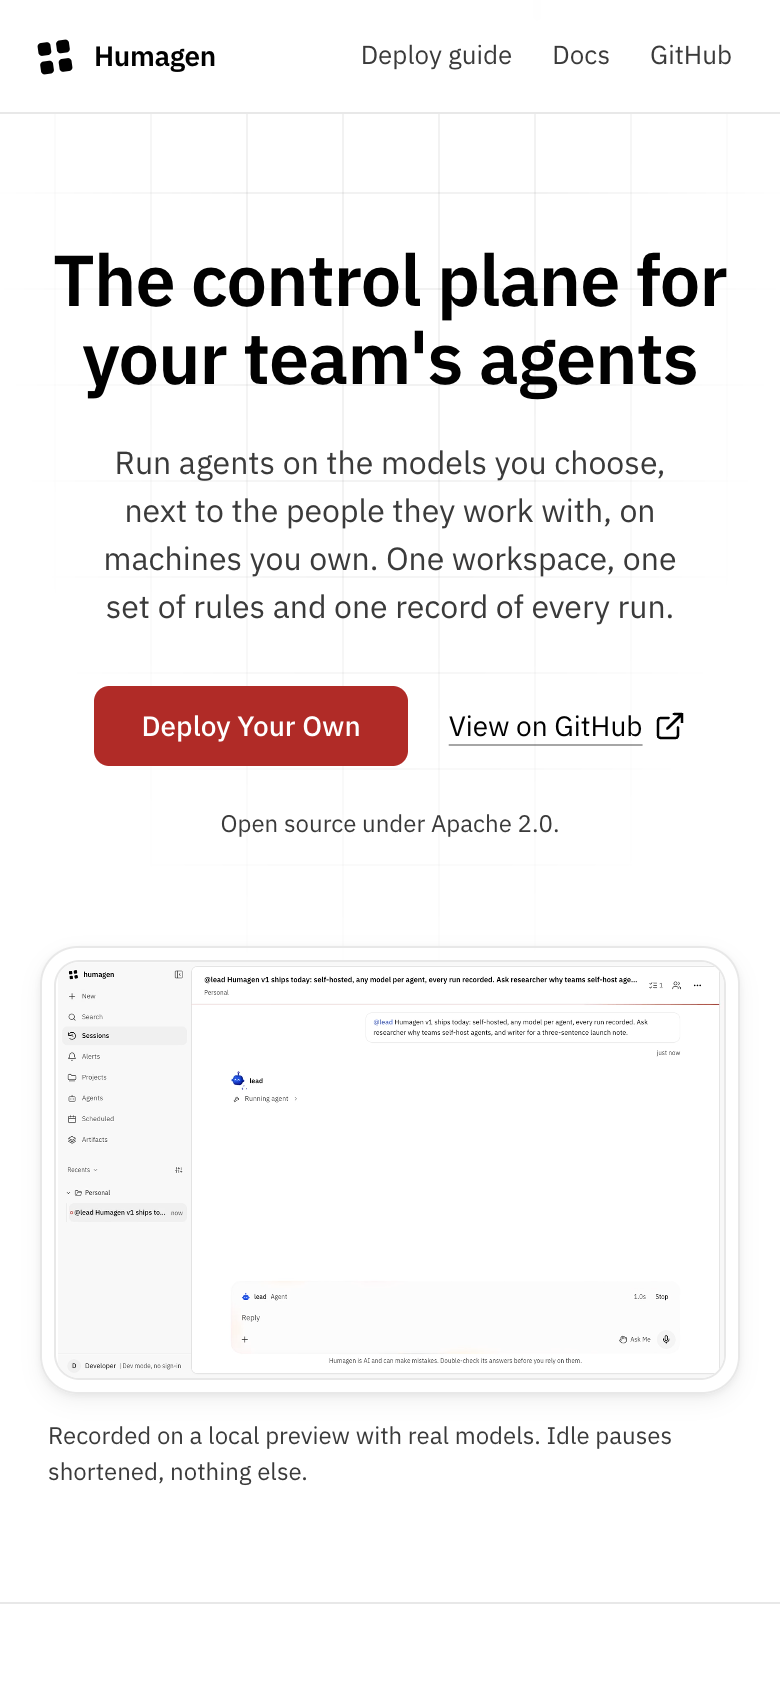 Humagen
Deploy guide
Docs
GitHub
The control plane for
your team's agents
Run agents on the models you choose,
next to the people they work with, on
machines you own. One workspace, one
set of rules and one record of every run.
Deploy Your Own
View on GitHub
Open source under Apache 2.0.
humagen
New
Search
Sessions
Alerts
Projects
Agents
Scheduled
Artifacts
Recents
Personal
@lead Humagen v1 ships to... now
D Developer | Dev mode, no sign-in
@lead Humagen v1 ships today: self-hosted, any model per agent, every run recorded. Ask researcher why teams self-host age...
Personal
1
@lead Humagen v1 ships today: self-hosted, any model per agent, every run recorded. Ask
researcher why teams self-host agents, and writer for a three-sentence launch note.
just now
lead
Running agent
lead Agent
1.0s Stop
Reply
Ask Me
Humagen is AI and can make mistakes. Double-check its answers before you rely on them.
Recorded on a local preview with real models. Idle pauses
shortened, nothing else.